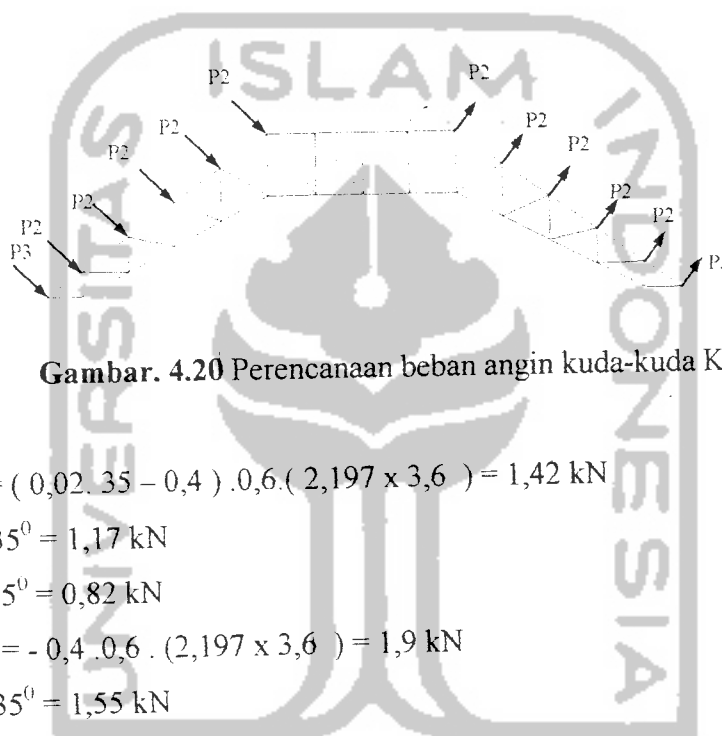 ISLAM
UNIVERSITAS
INDONESIA
P2 P2
P2 P2
P2 P2
P2 P2
P2 P2
P3
Gambar. 4.20 Perencanaan beban angin kuda-kuda K
= ( 0,02. 35 – 0,4 ) .0,6.( 2,197 x 3,6 ) = 1,42 kN
35⁰ = 1,17 kN
5⁰ = 0,82 kN
= - 0,4 .0,6 . (2,197 x 3,6 ) = 1,9 kN
35⁰ = 1,55 kN